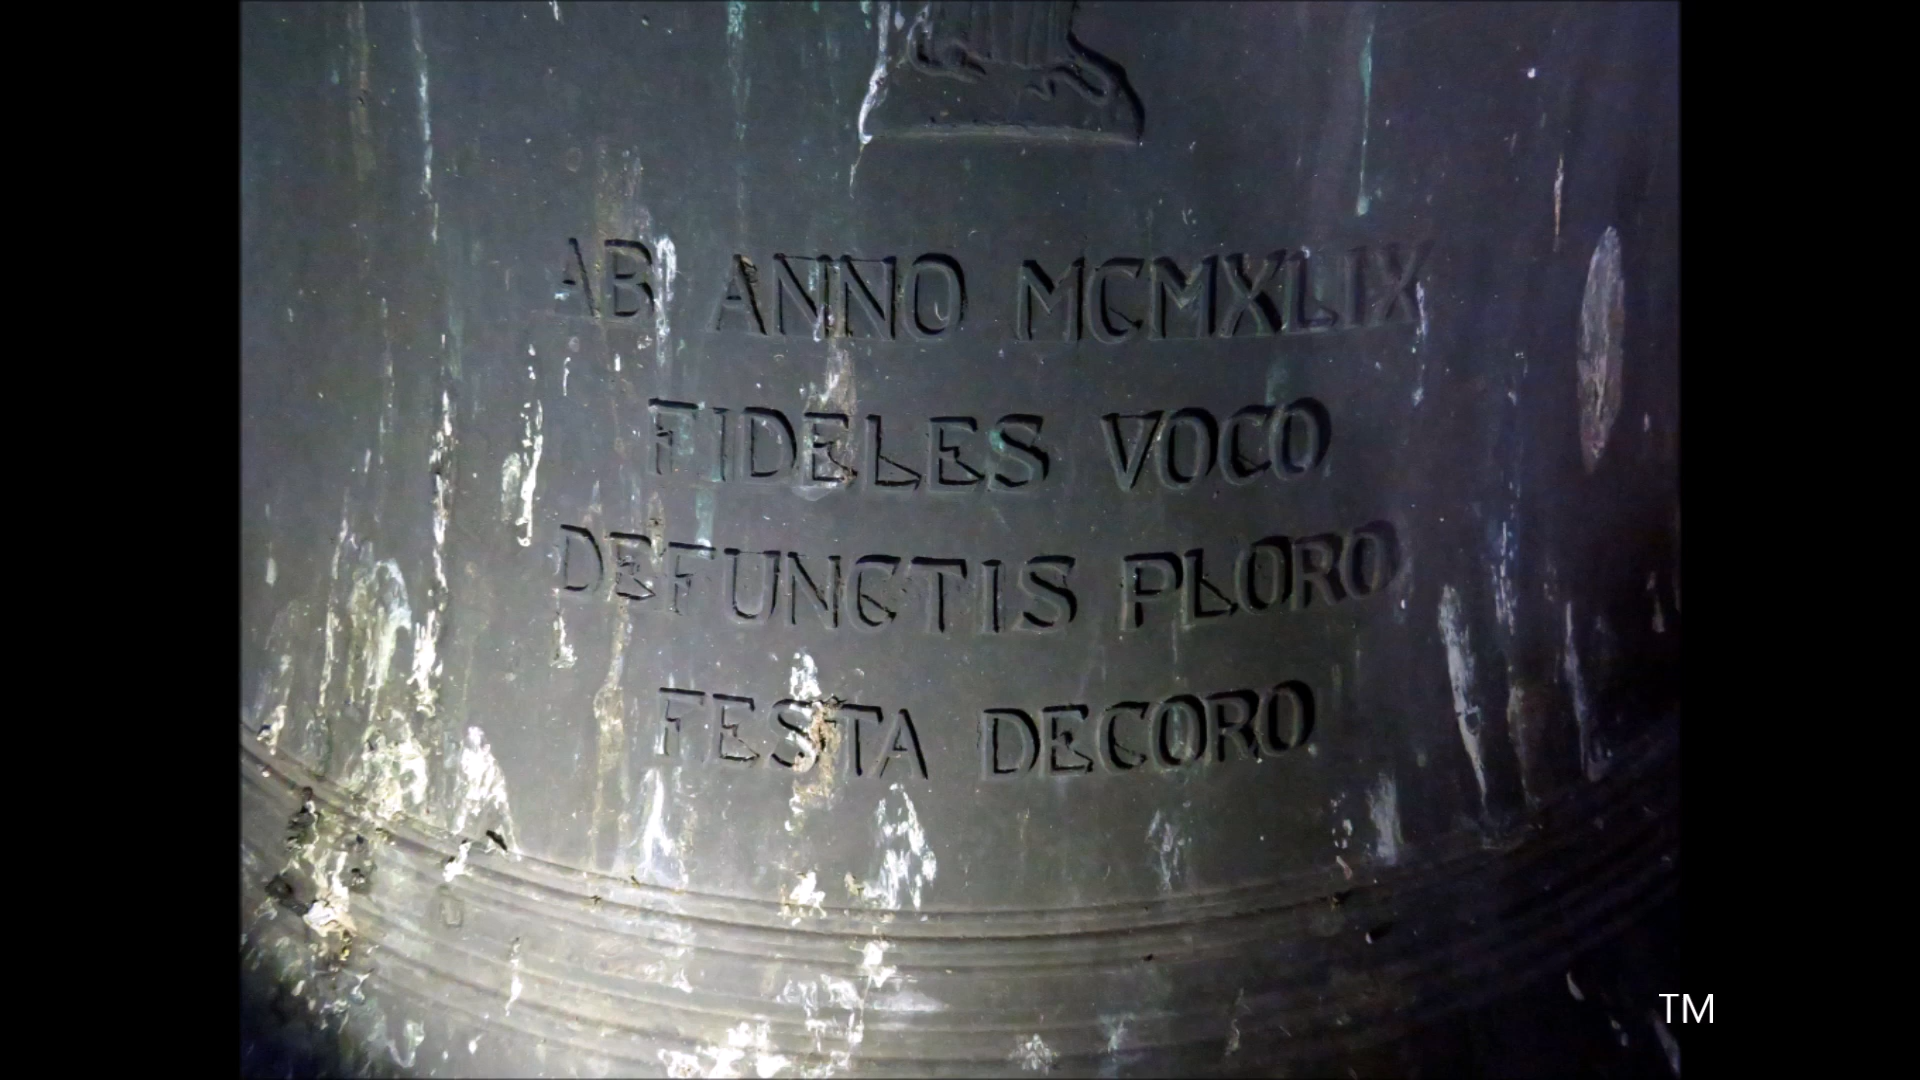 AB ANNO MCMXLIX
FIDELES VOCO
DEFUNCTIS PLORO
FESTA DECORO
TM